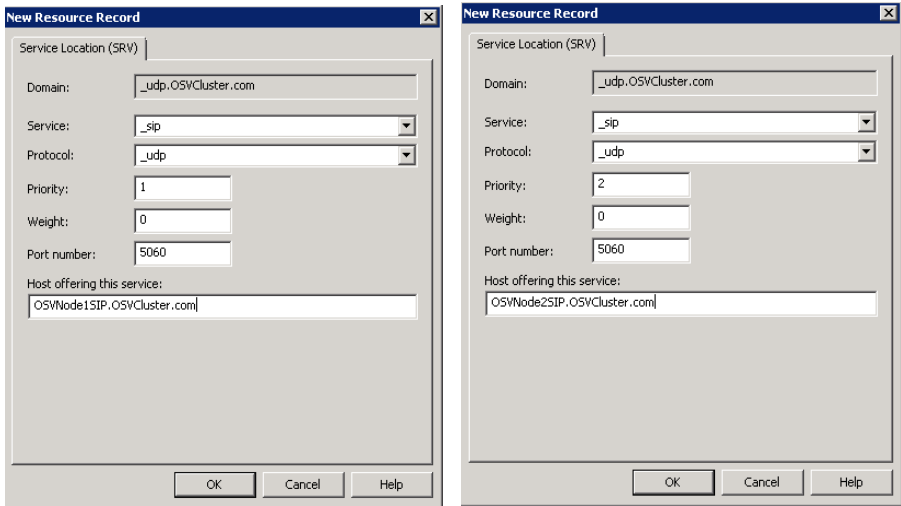 New Resource Record
Service Location (SRV)
Domain: _udp.OSVCluster.com
Service: _sip
Protocol: _udp
Priority: 1
Weight: 0
Port number: 5060
Host offering this service:
OSVNode1SIP.OSVCluster.com
OK Cancel Help
New Resource Record
Service Location (SRV)
Domain: _udp.OSVCluster.com
Service: _sip
Protocol: _udp
Priority: 2
Weight: 0
Port number: 5060
Host offering this service:
OSVNode2SIP.OSVCluster.com
OK Cancel Help